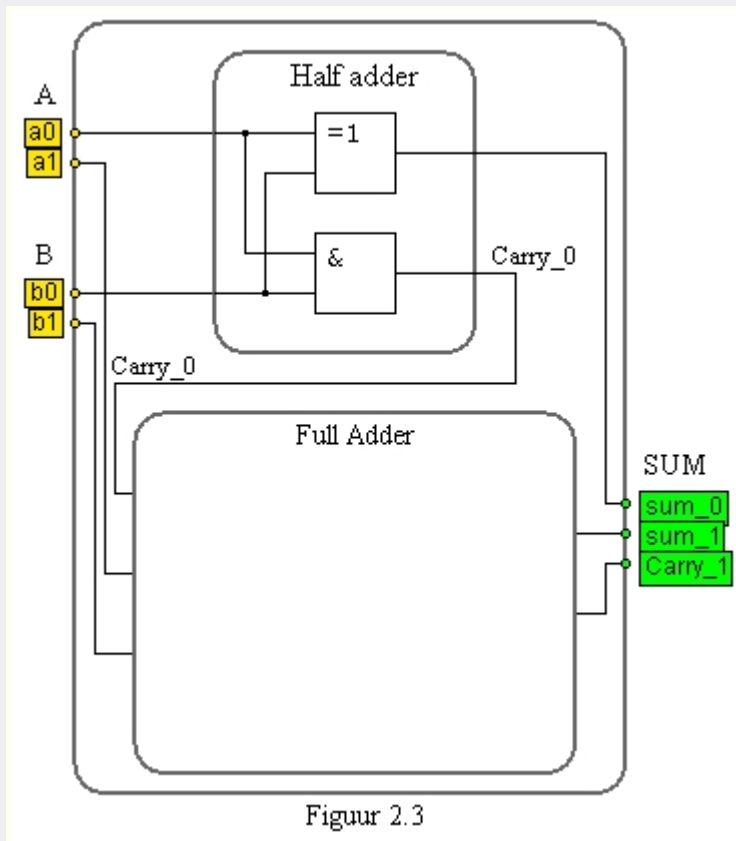 Half adder
A
a0
=1
a1
B
&
Carry_0
b0
b1
Carry_0
Full Adder
SUM
sum_0
sum_1
Carry_1
Figuur 2.3